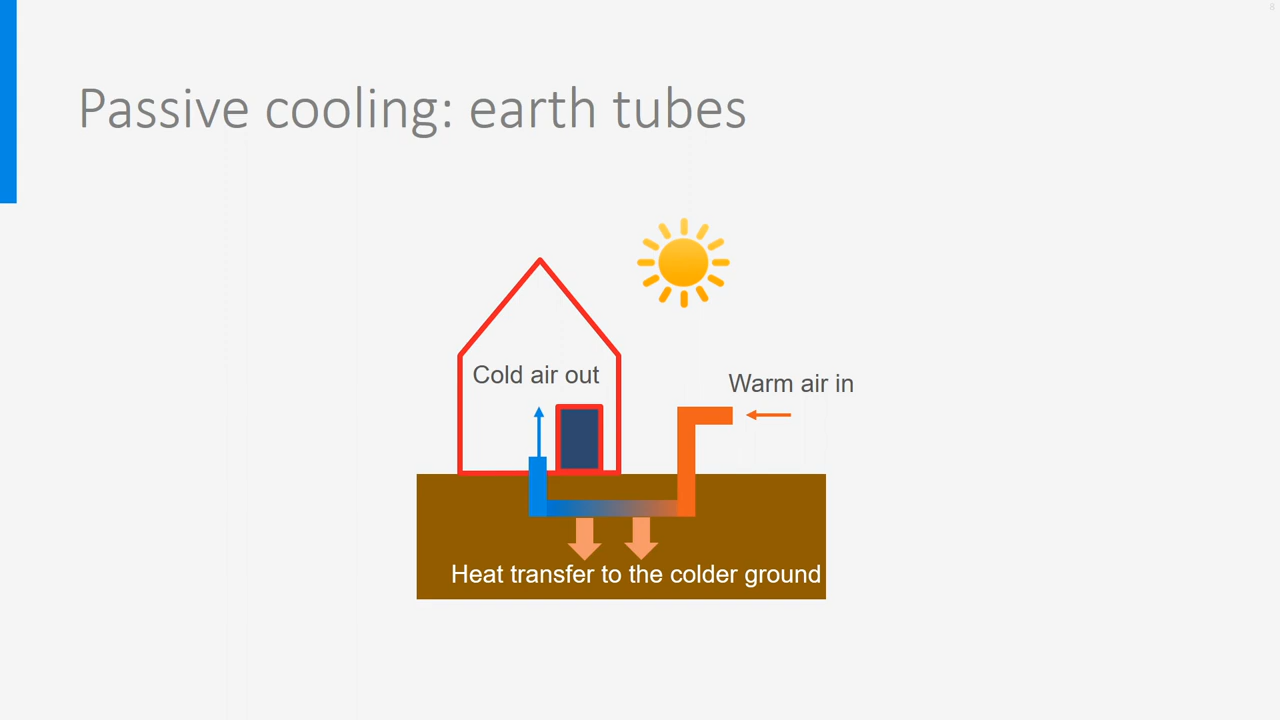 Passive cooling: earth tubes
Cold air out
Warm air in
Heat transfer to the colder ground